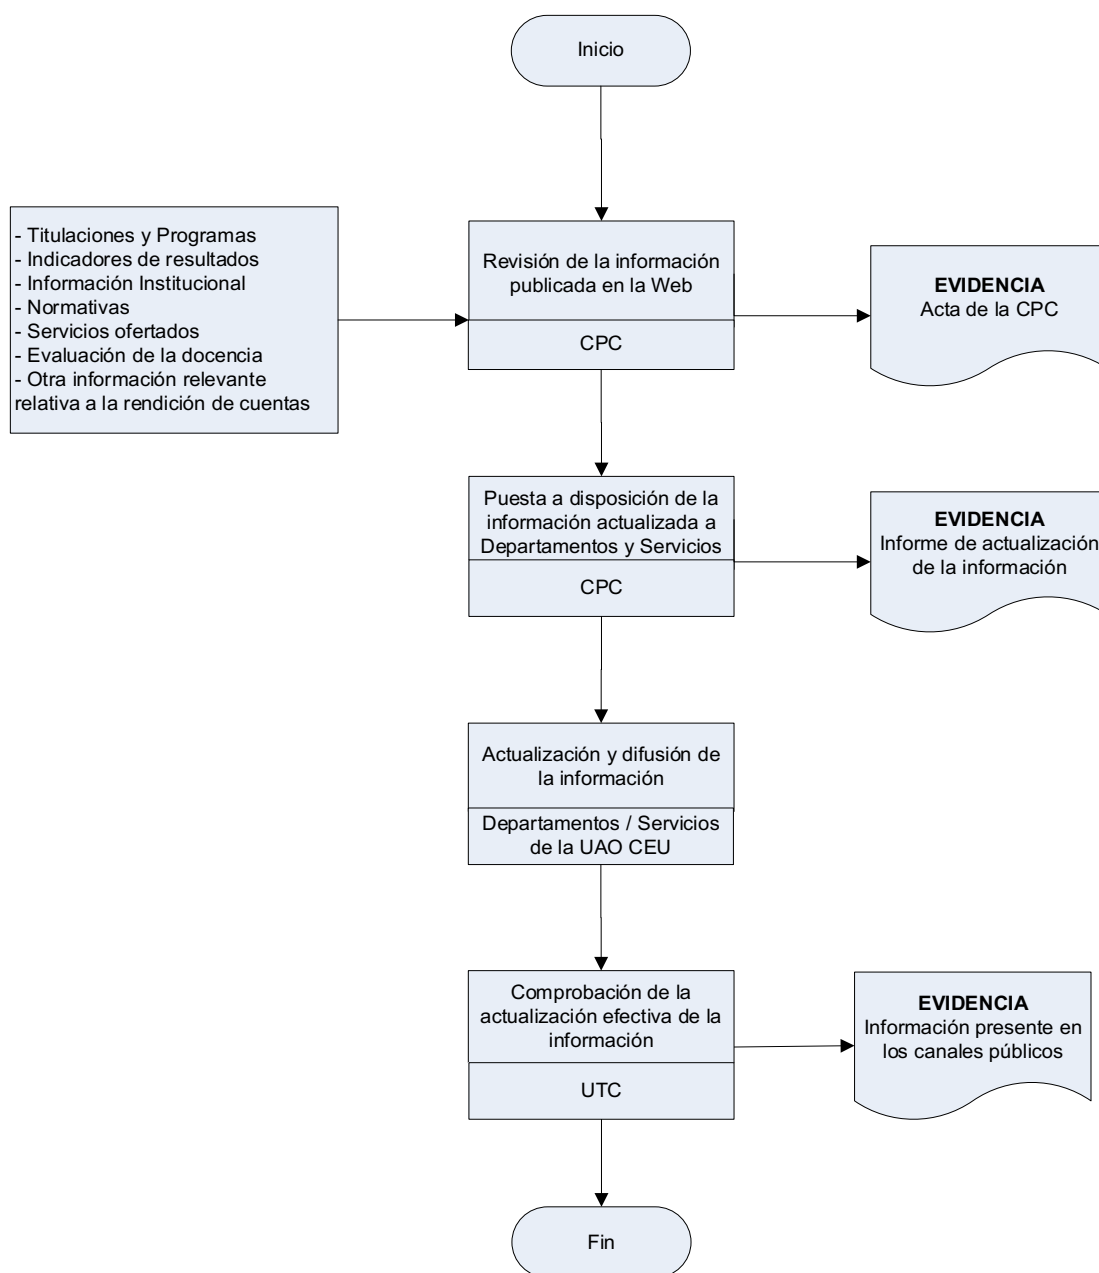 Inicio
- Titulaciones y Programas
- Indicadores de resultados
- Información Institucional
- Normativas
- Servicios ofertados
- Evaluación de la docencia
- Otra información relevante
relativa a la rendición de cuentas
Revisión de la información
publicada en la Web
CPC
EVIDENCIA
Acta de la CPC
Puesta a disposición de la
información actualizada a
Departamentos y Servicios
CPC
EVIDENCIA
Informe de actualización
de la información
Actualización y difusión de
la información
Departamentos / Servicios
de la UAO CEU
Comprobación de la
actualización efectiva de la
información
UTC
EVIDENCIA
Información presente en
los canales públicos
Fin